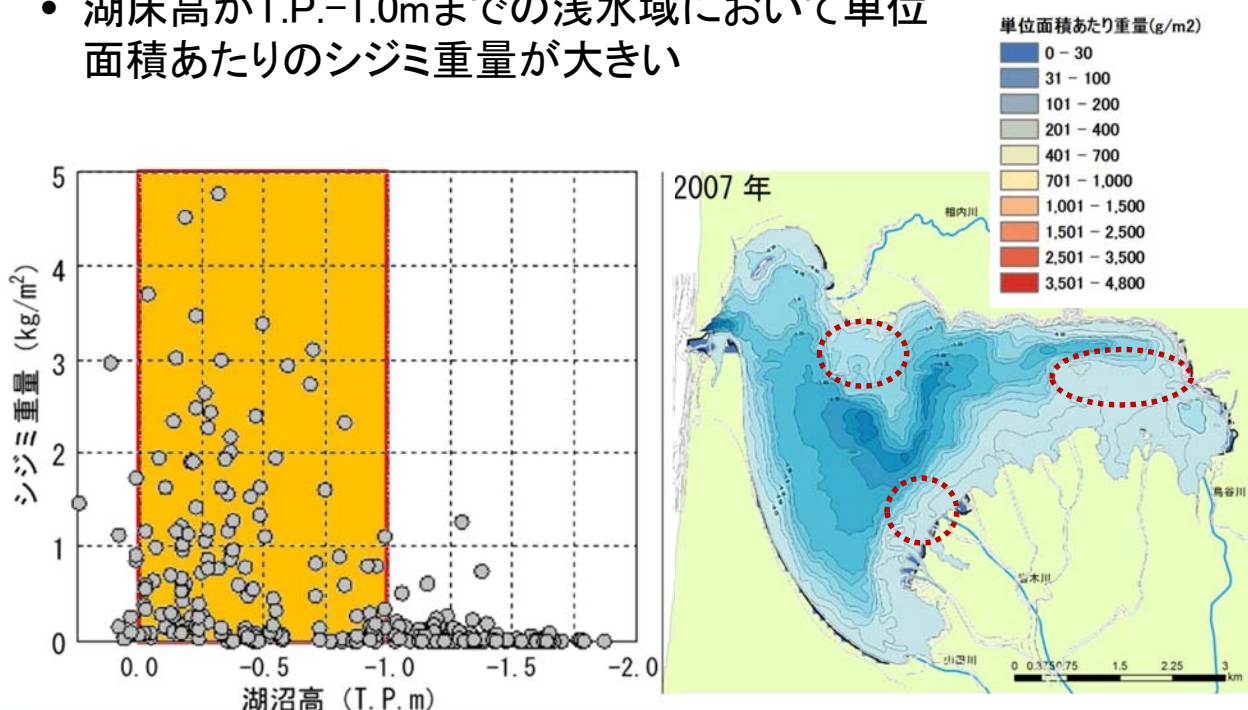 • 湖床高がT.P.-1.0mまでの浅水域において単位
面積あたりのシジミ重量が大きい
単位面積あたり重量(g/m2)
0 - 30
31 - 100
101 - 200
201 - 400
401 - 700
701 - 1,000
1,001 - 1,500
1,501 - 2,500
2,501 - 3,500
3,501 - 4,800
シジミ重量 (kg/m²)
5
4
3
2
1
0
0.0 -0.5 -1.0 -1.5 -2.0
湖沼高 (T.P.m)
2007 年
相内川
鳥谷川
岩木川
山田川
0 0.375 0.75 1.5 2.25 3
km